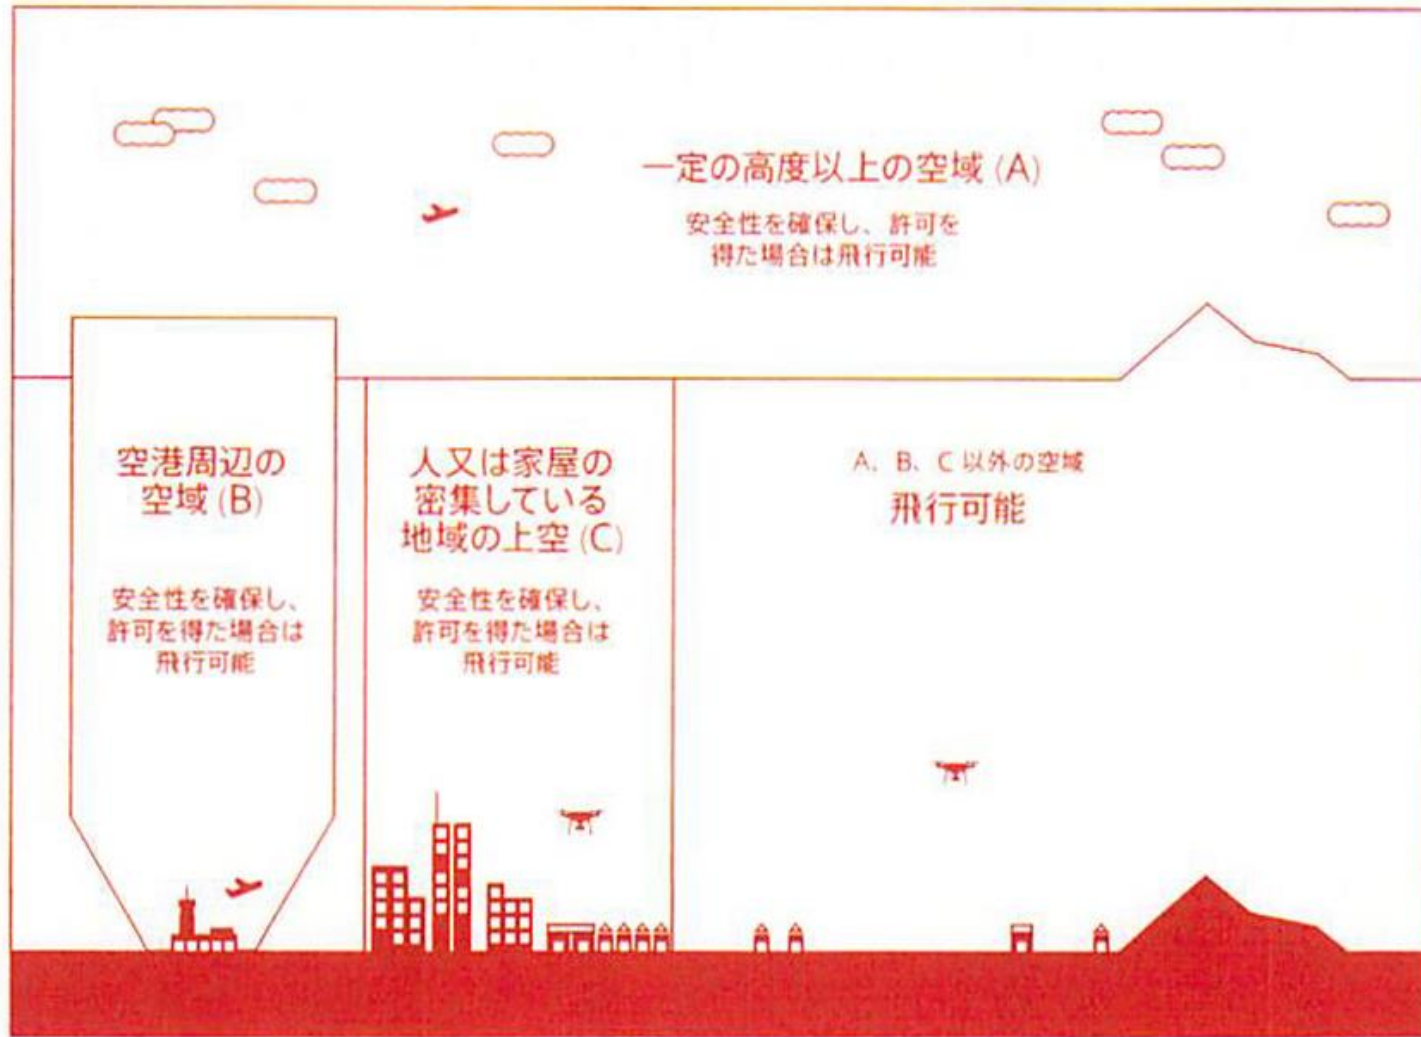 一定の高度以上の空域 (A)
安全性を確保し、許可を
得た場合は飛行可能
空港周辺の
空域 (B)
安全性を確保し、
許可を得た場合は
飛行可能
人又は家屋の
密集している
地域の上空 (C)
安全性を確保し、
許可を得た場合は
飛行可能
A、B、C 以外の空域
飛行可能